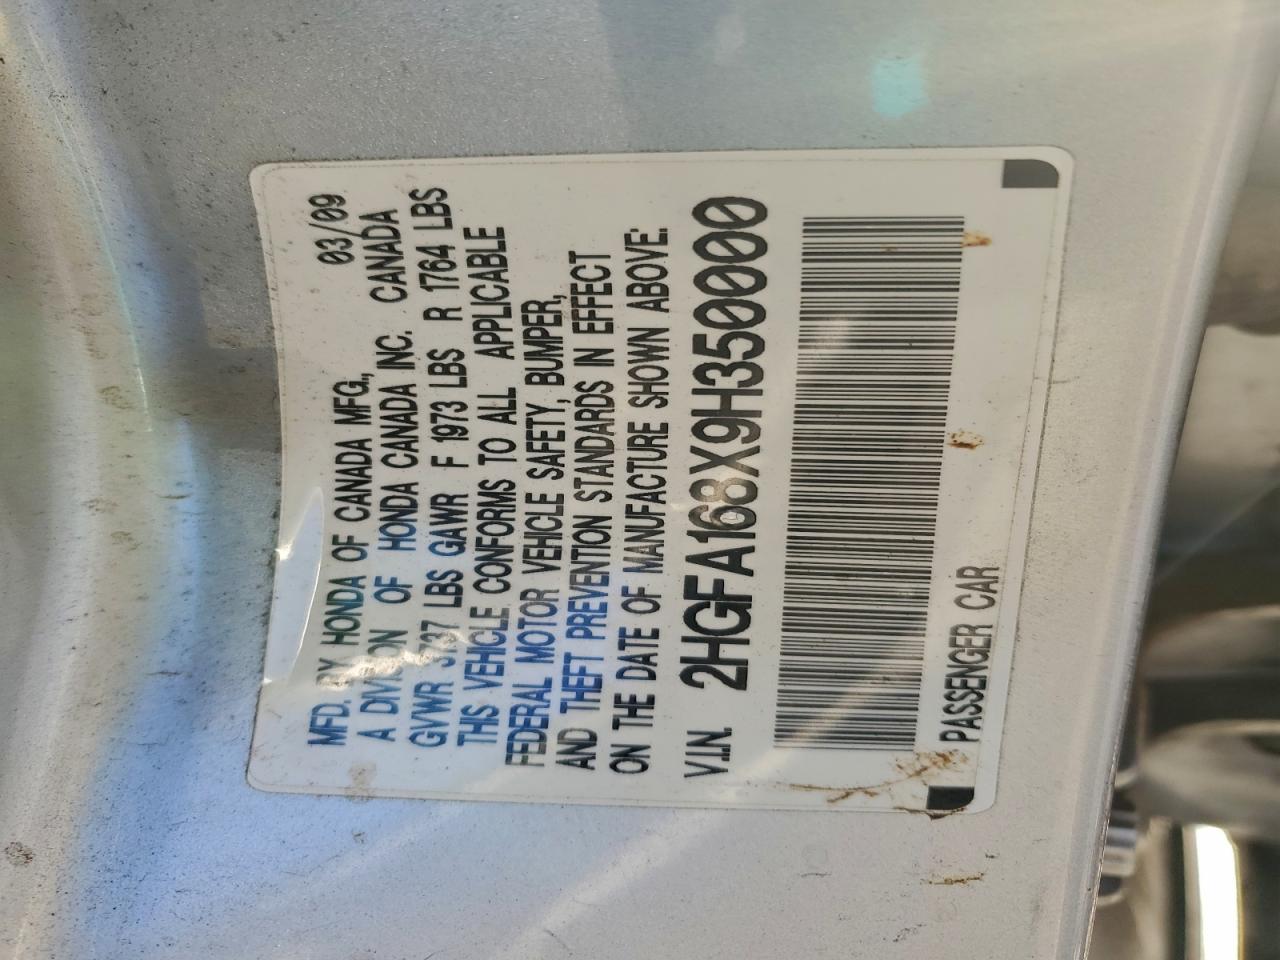 MFD. BY HONDA OF CANADA MFG., 03/09
A DIVISION OF HONDA CANADA INC. CANADA
GVWR 3737 LBS GAWR F 1973 LBS R 1764 LBS
THIS VEHICLE CONFORMS TO ALL APPLICABLE
FEDERAL MOTOR VEHICLE SAFETY, BUMPER,
AND THEFT PREVENTION STANDARDS IN EFFECT
ON THE DATE OF MANUFACTURE SHOWN ABOVE.
V.I.N. 2HGFA168X9H350000
PASSENGER CAR